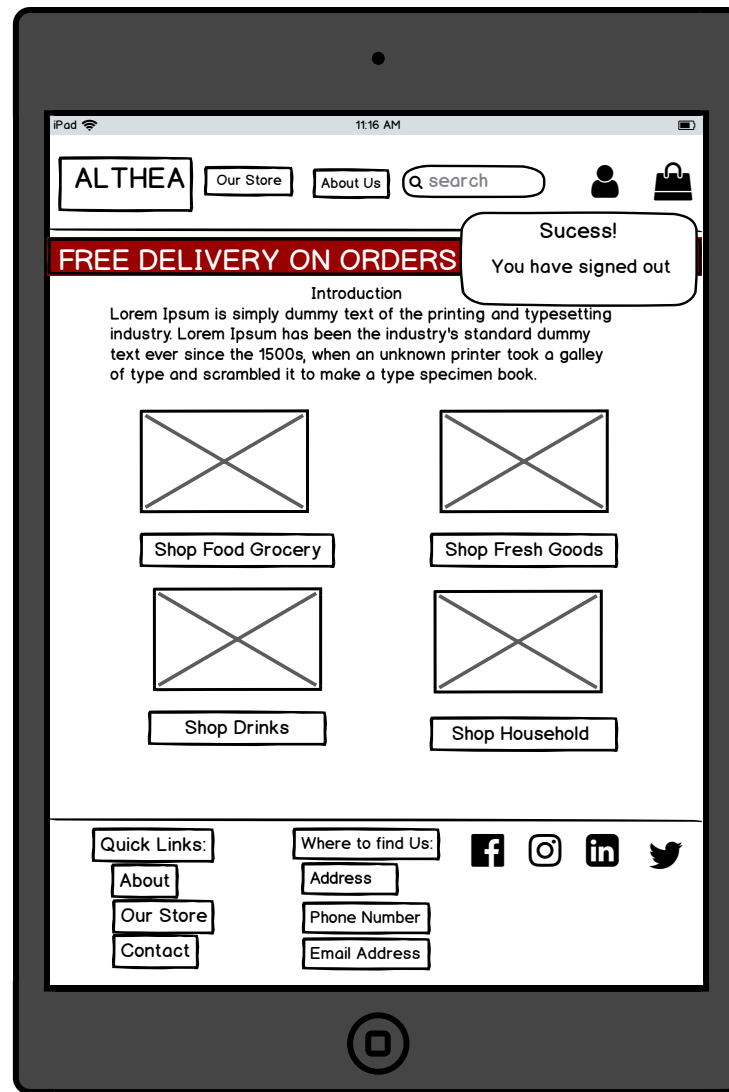 iPad
11:16 AM
ALTHEA
Our Store
About Us
search
Sucess!
You have signed out
FREE DELIVERY ON ORDERS
Introduction
Lorem Ipsum is simply dummy text of the printing and typesetting
industry. Lorem Ipsum has been the industry's standard dummy
text ever since the 1500s, when an unknown printer took a galley
of type and scrambled it to make a type specimen book.
Shop Food Grocery
Shop Fresh Goods
Shop Drinks
Shop Household
Quick Links:
About
Our Store
Contact
Where to find Us:
Address
Phone Number
Email Address